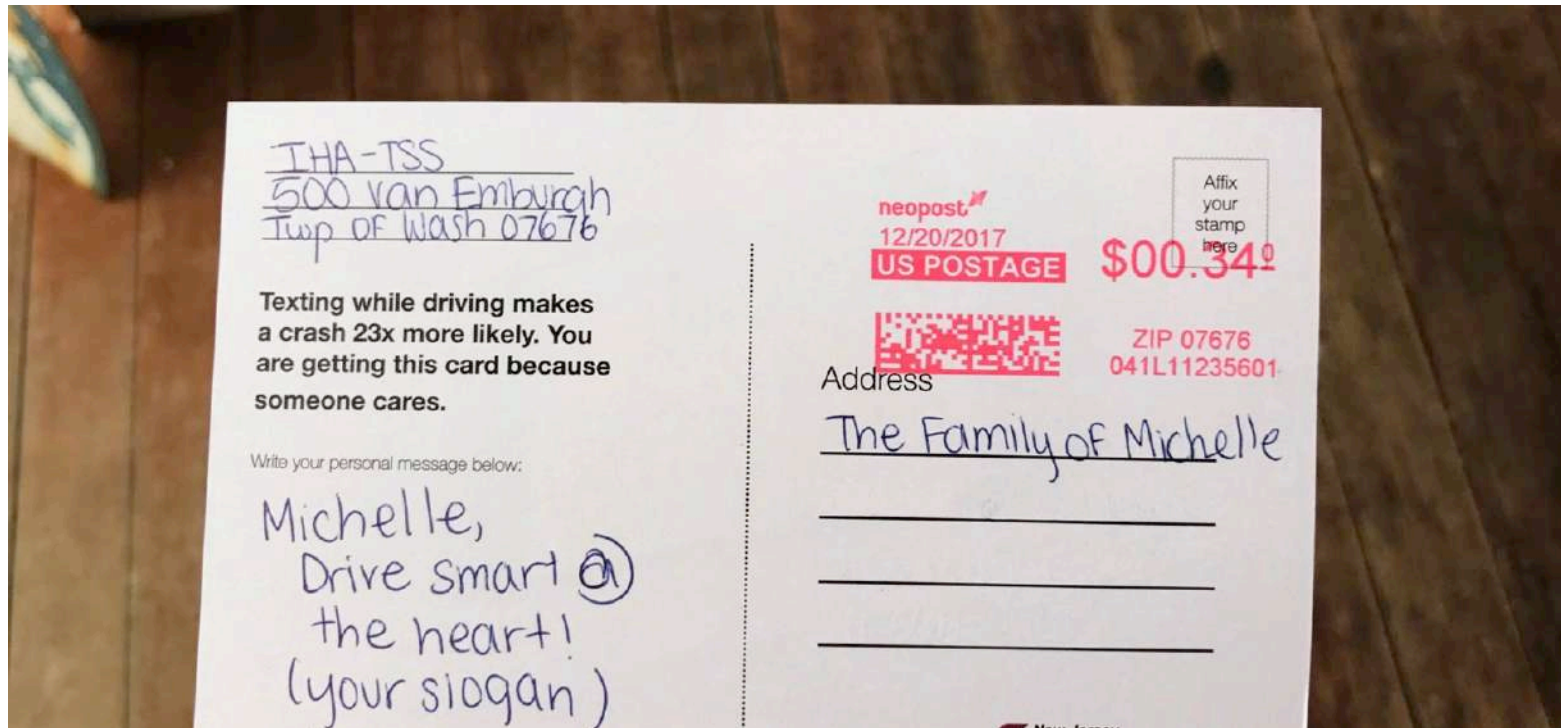 IHA-TSS
500 Van Emburgh
Twp OF Wash 07676
Texting while driving makes
a crash 23x more likely. You
are getting this card because
someone cares.
Write your personal message below:
Michelle,
Drive smart @
the heart!
(your slogan)
neopost
12/20/2017
US POSTAGE
$00.34⁰
Affix
your
stamp
here
ZIP 07676
041L11235601
Address
The Family OF Michelle
New Jersey